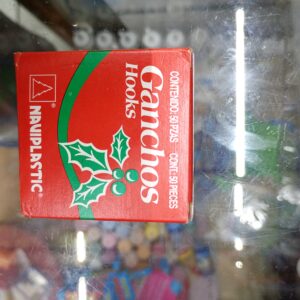 CONTENIDO: 50 PZAS
CONT.: 50 PIECES
Ganchos
Hooks
NAVIPLASTIC®